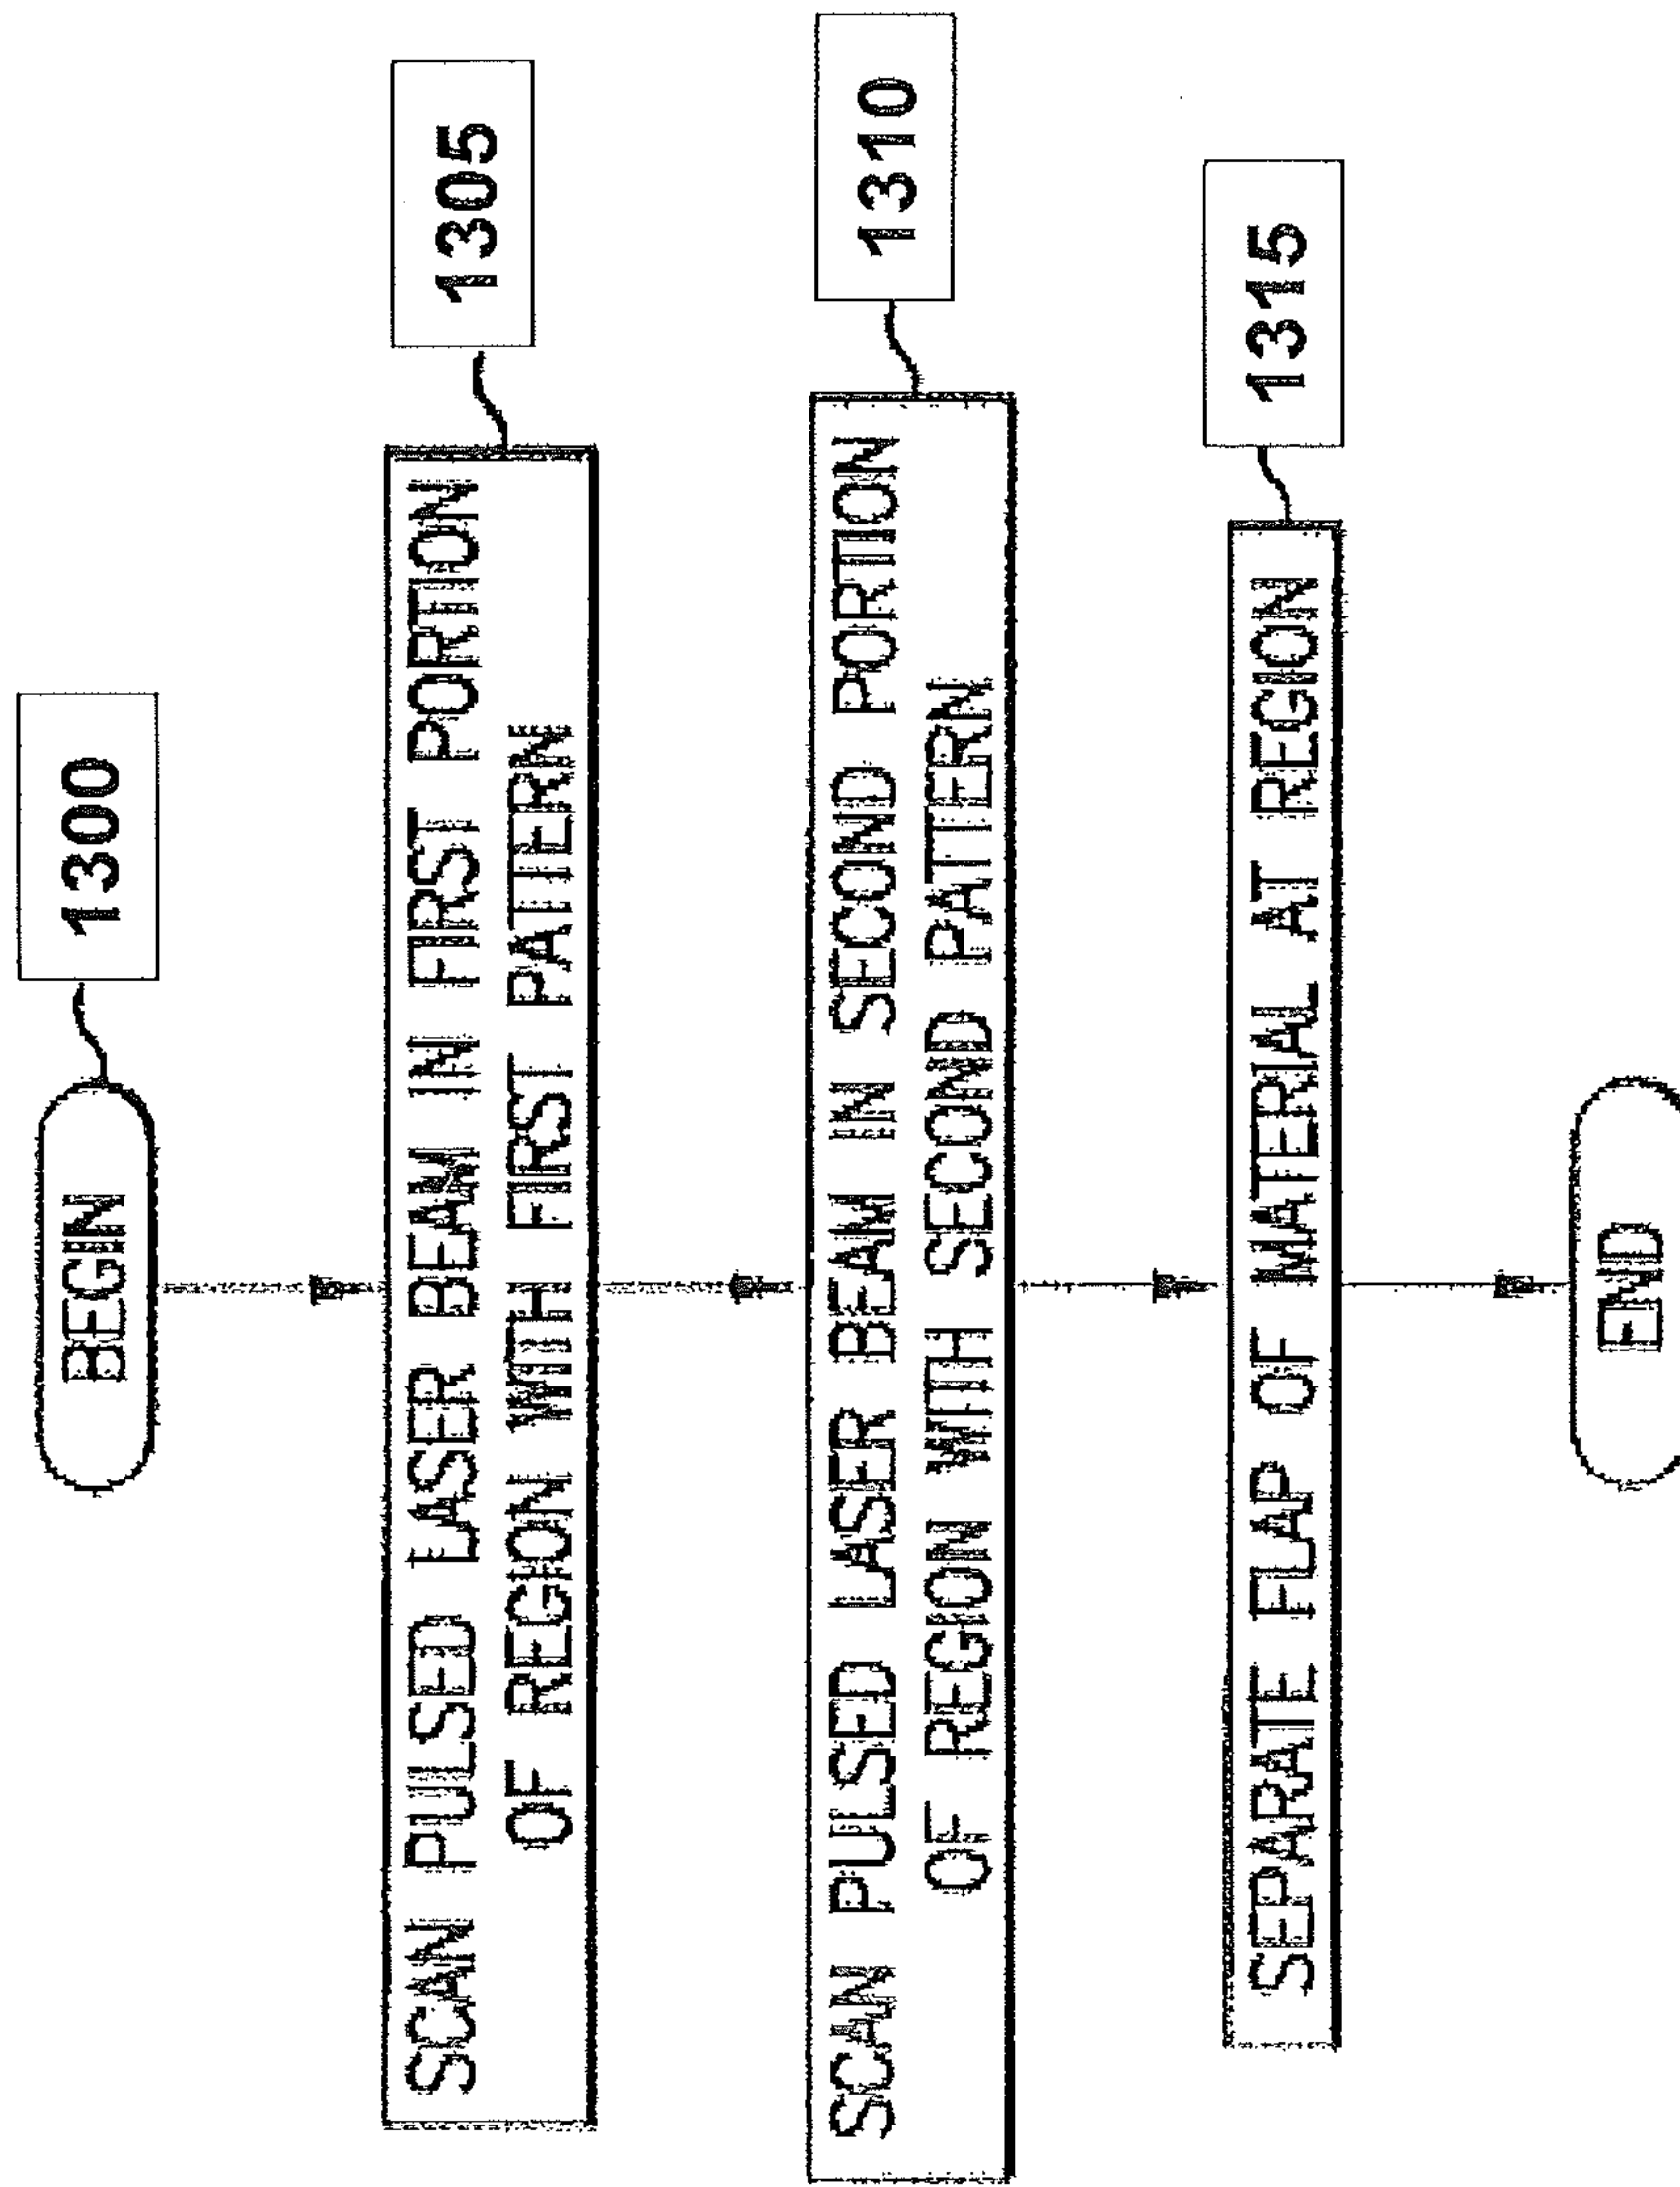 BEGIN
1300
SCAN PULSED LASER BEAM IN FIRST PORTION
OF REGION WITH FIRST PATTERN
1305
SCAN PULSED LASER BEAM IN SECOND PORTION
OF REGION WITH SECOND PATTERN
1310
SEPARATE FLAP OF MATERIAL AT REGION
1315
END